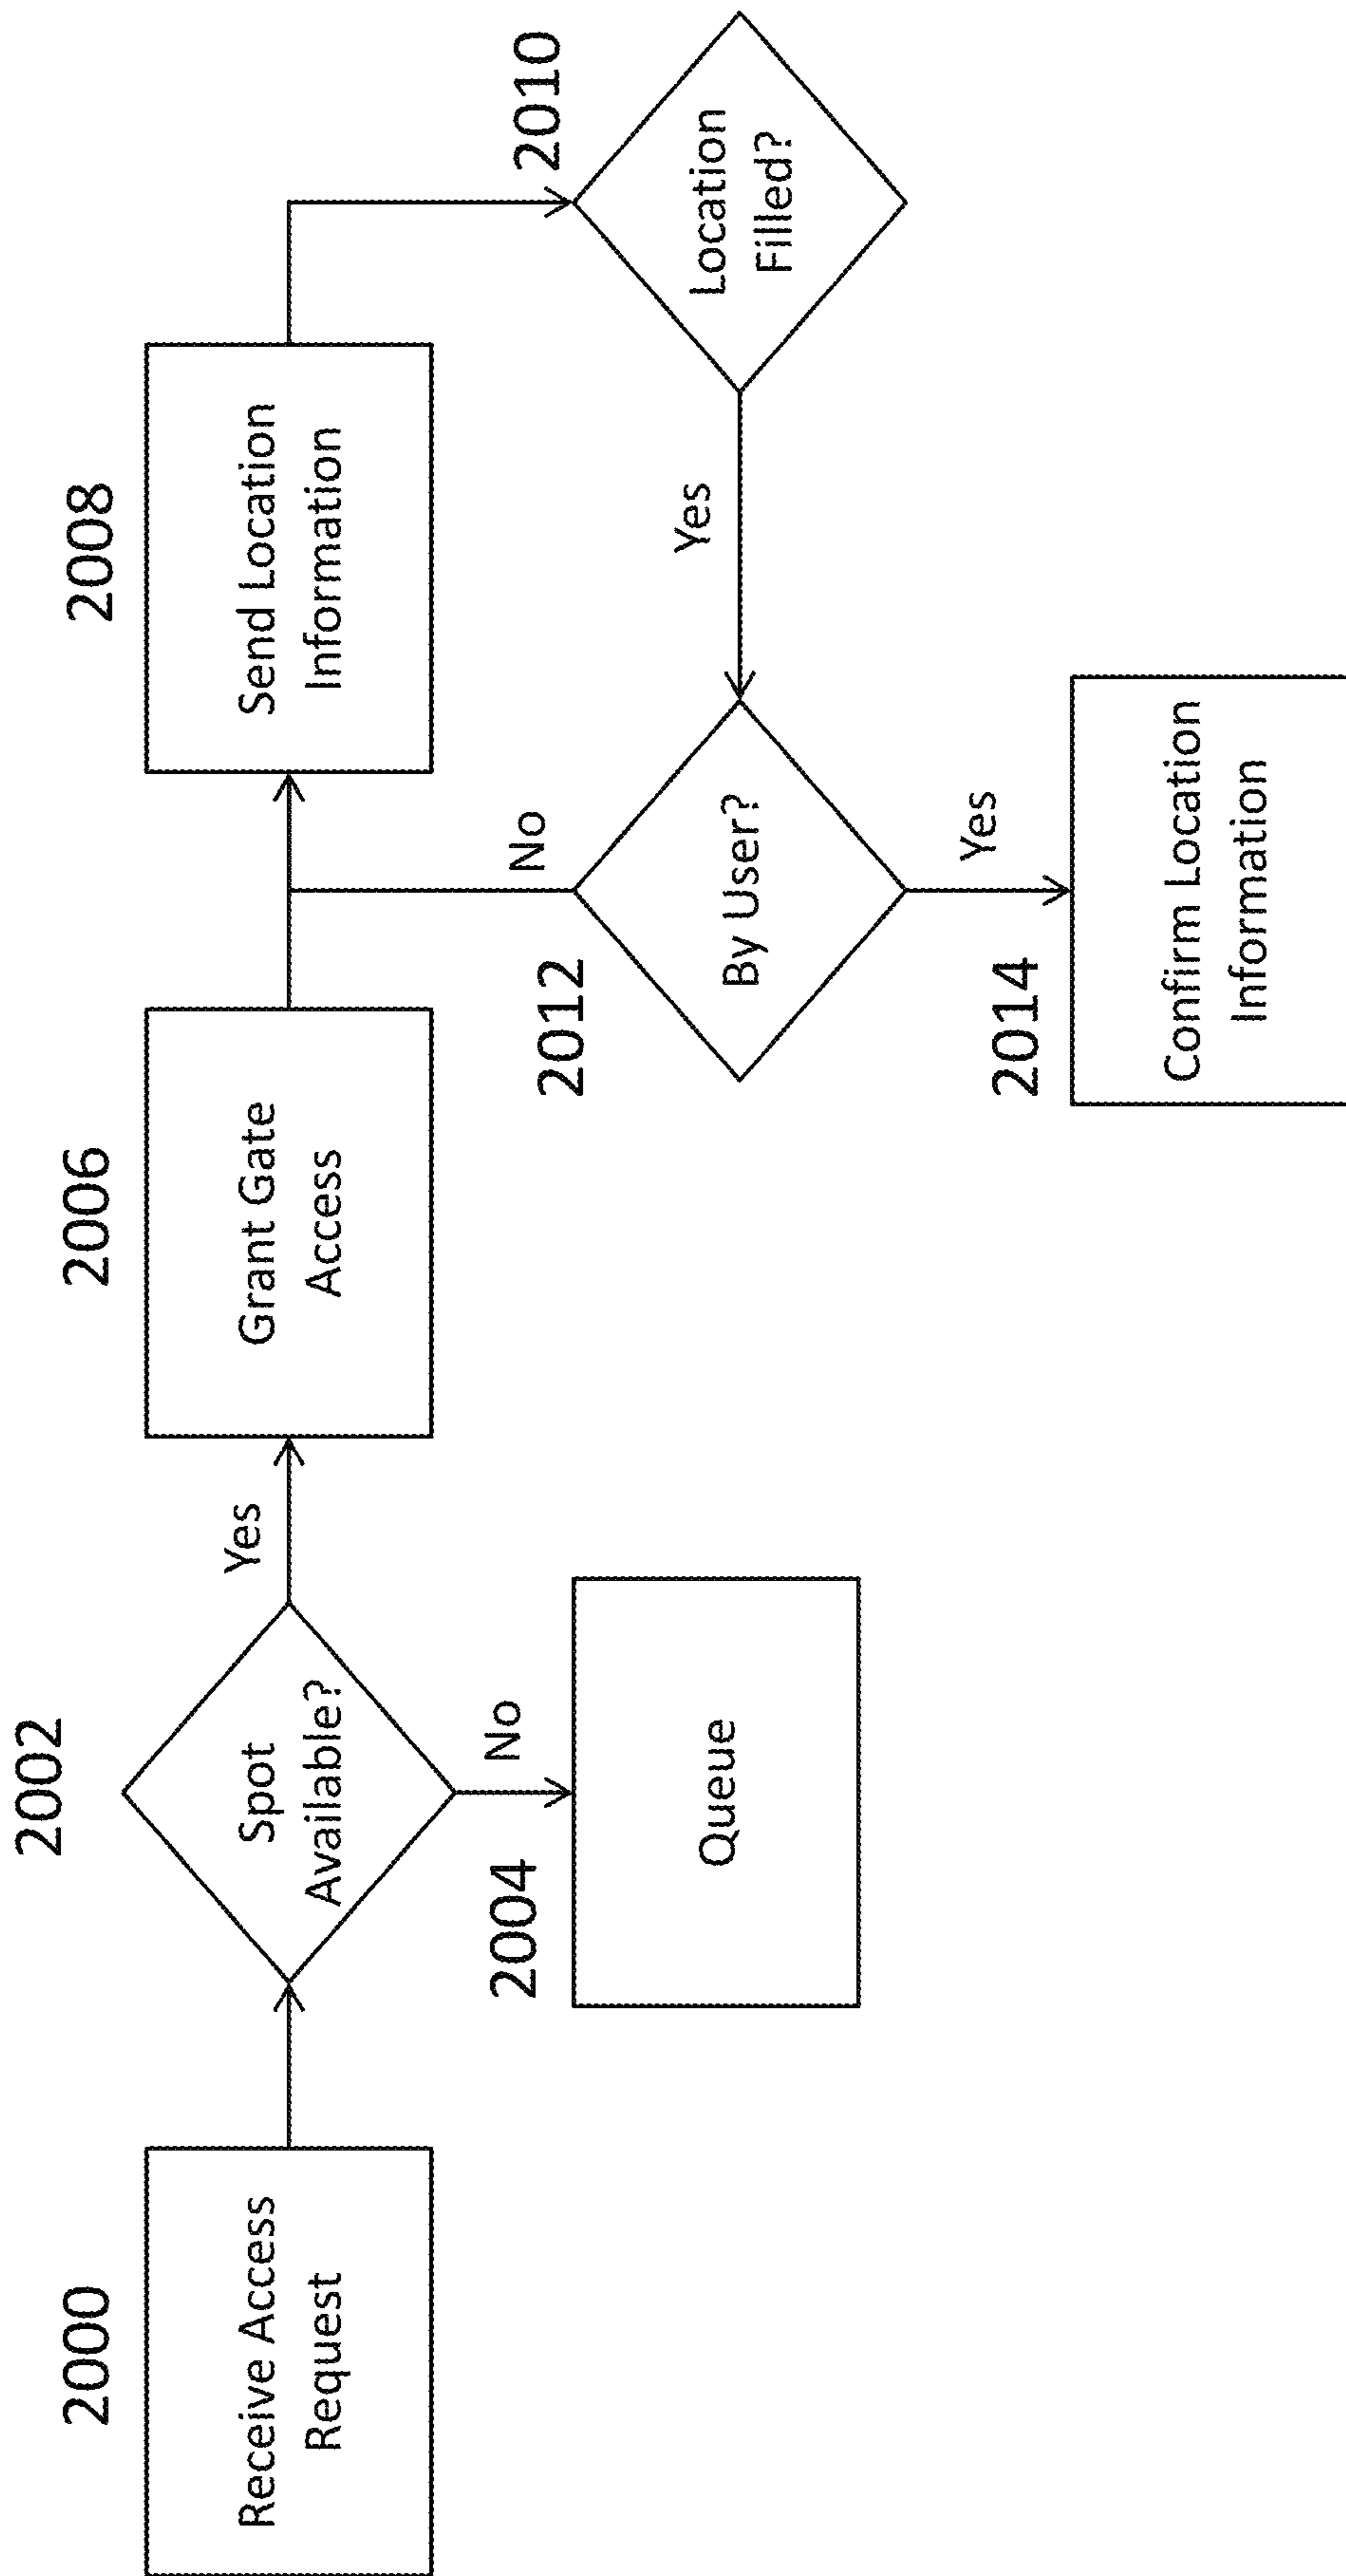 2000
Receive Access
Request
2002
Spot
Available?
Yes
No
2004
Queue
2006
Grant Gate
Access
2008
Send Location
Information
2010
Location
Filled?
Yes
2012
By User?
No
Yes
2014
Confirm Location
Information